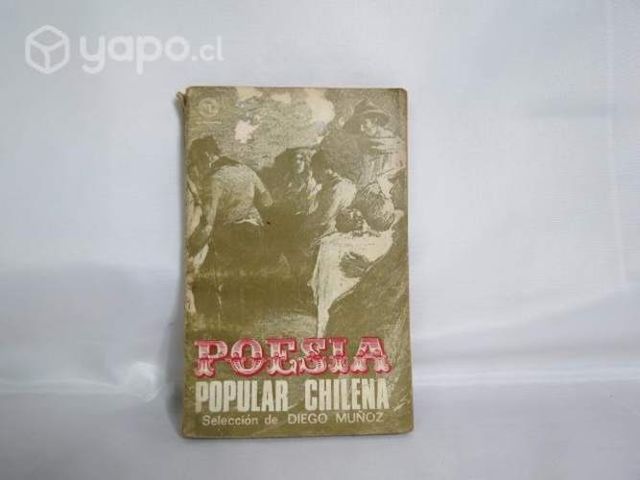 yapo.cl
POESIA
POPULAR CHILENA
Selección de DIEGO MUÑOZ